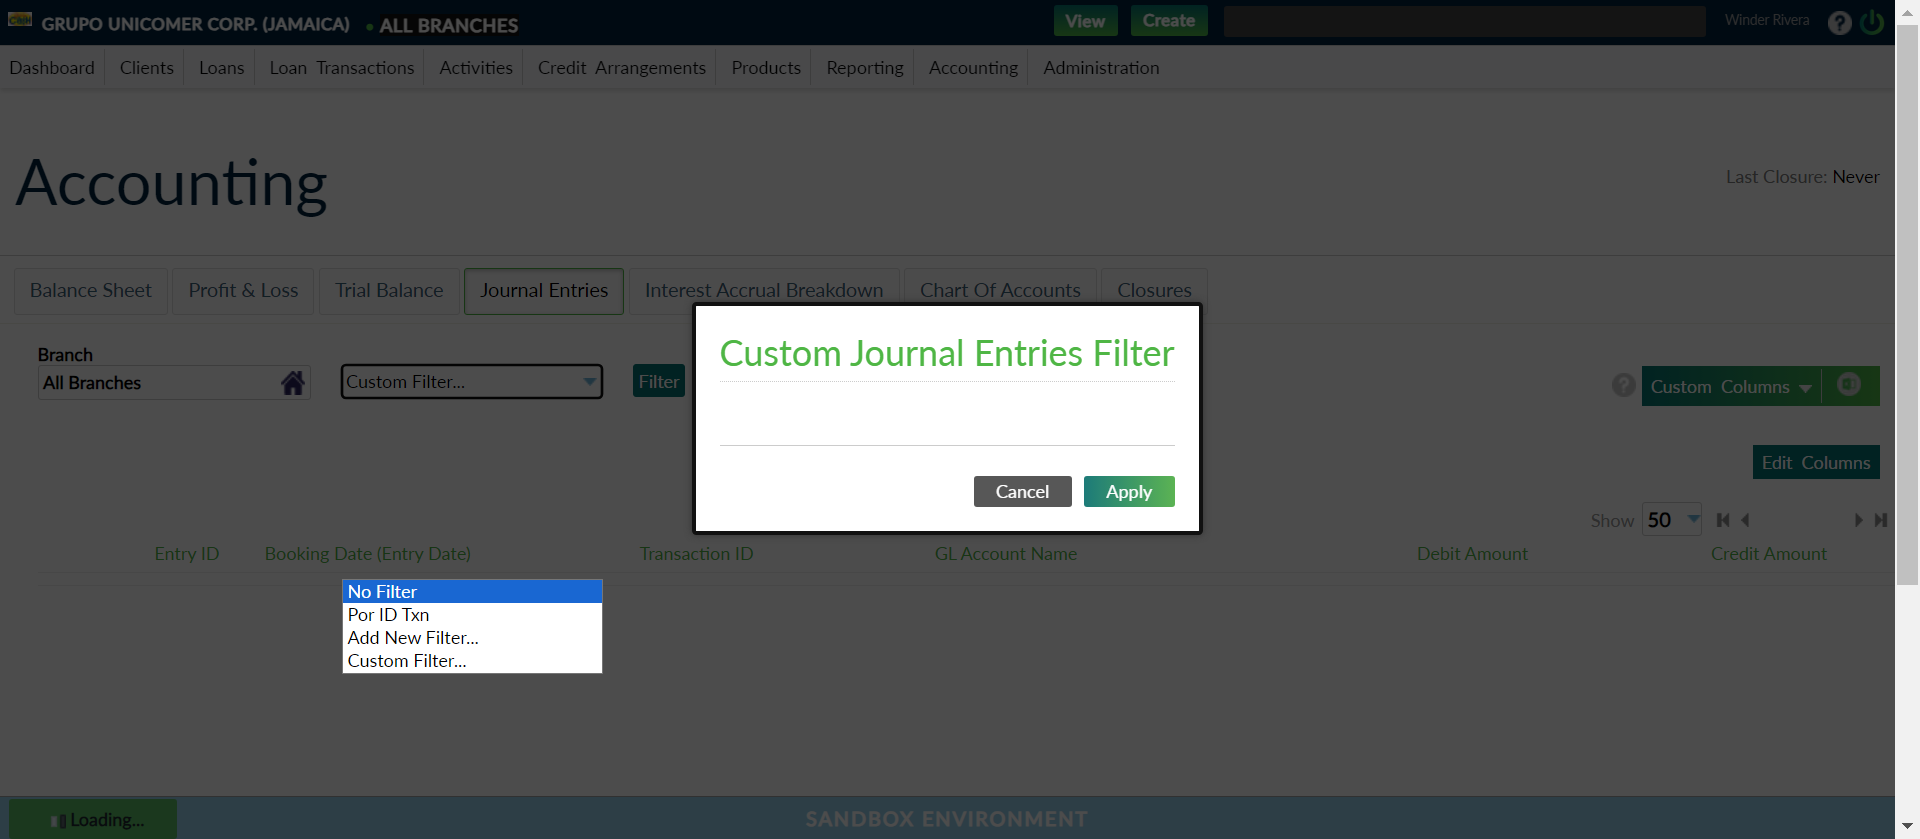 GRUPO UNICOMER CORP. (JAMAICA) • ALL BRANCHES View Create Winder Rivera ?
Dashboard Clients Loans Loan Transactions Activities Credit Arrangements Products Reporting Accounting Administration
Accounting
Last Closure: Never
Balance Sheet Profit & Loss Trial Balance Journal Entries Interest Accrual Breakdown Chart Of Accounts Closures
Custom Journal Entries Filter
Branch
All Branches Custom Filter... Filter ? Custom Columns
Edit Columns
Cancel Apply
Show 50
Entry ID Booking Date (Entry Date) Transaction ID GL Account Name Debit Amount Credit Amount
No Filter
Por ID Txn
Add New Filter...
Custom Filter...
Loading... SANDBOX ENVIRONMENT